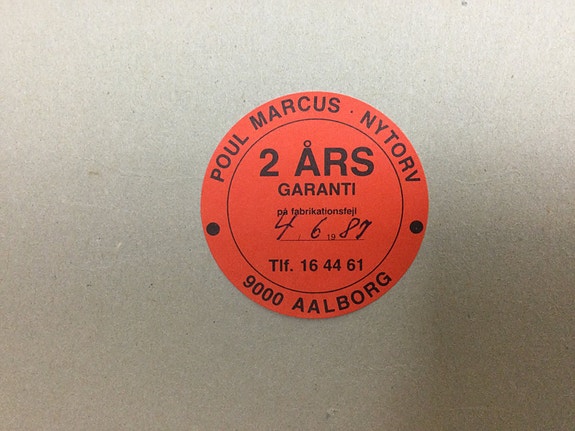 POUL MARCUS · NYTORV
2 ÅRS
GARANTI
på fabrikationsfejl
4. 6 1987
Tlf. 16 44 61
9000 AALBORG